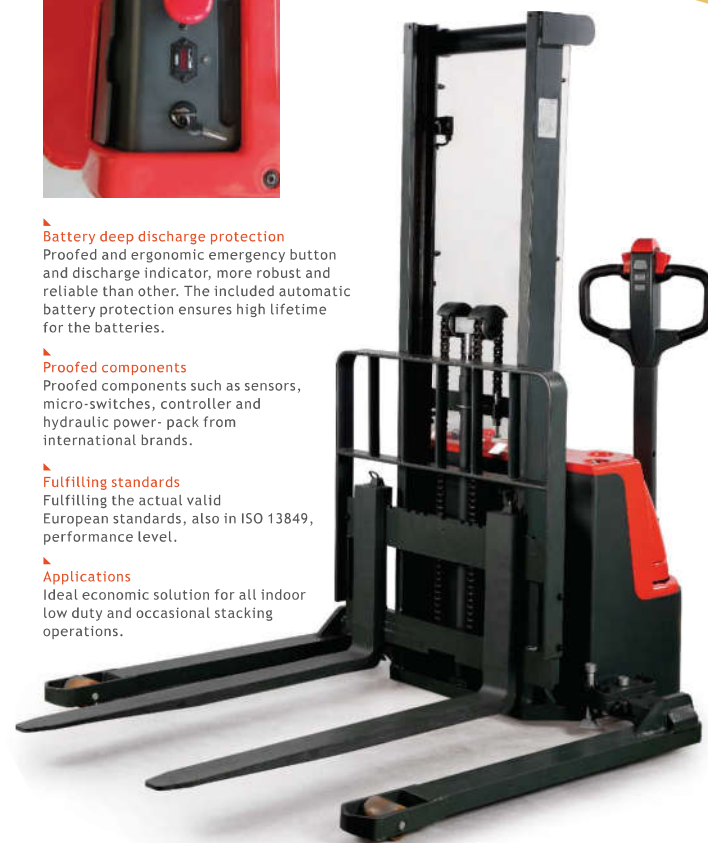 Battery deep discharge protection
Proofed and ergonomic emergency button
and discharge indicator, more robust and
reliable than other. The included automatic
battery protection ensures high lifetime
for the batteries.
Proofed components
Proofed components such as sensors,
micro-switches, controller and
hydraulic power- pack from
international brands.
Fulfilling standards
Fulfilling the actual valid
European standards, also in ISO 13849,
performance level.
Applications
Ideal economic solution for all indoor
low duty and occasional stacking
operations.